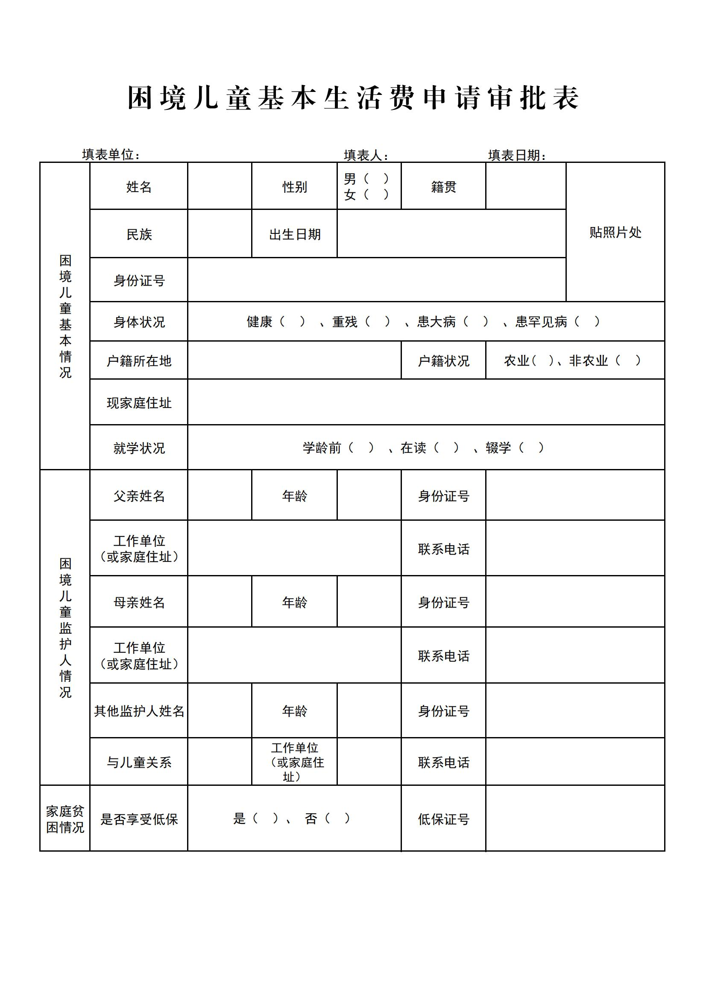 困境儿童基本生活费申请审批表
填表单位： 填表人： 填表日期：
困境儿童基本情况
姓名 性别 男（ ） 籍贯
女（ ）
贴照片处
民族 出生日期
身份证号
身体状况 健康（ ） 、重残（ ） 、患大病（ ） 、患罕见病（ ）
户籍所在地 户籍状况 农业（ ）、非农业（ ）
现家庭住址
就学状况 学龄前（ ） 、在读（ ） 、辍学（ ）
困境儿童监护人情况
父亲姓名 年龄 身份证号
工作单位
（或家庭住址） 联系电话
母亲姓名 年龄 身份证号
工作单位
（或家庭住址） 联系电话
其他监护人姓名 年龄 身份证号
与儿童关系 工作单位
（或家庭住
址） 联系电话
家庭贫
困情况
是否享受低保 是（ ）、 否（ ） 低保证号